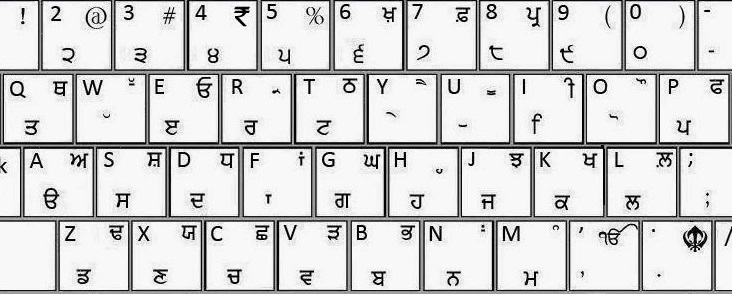 ! 2 @ 3 # 4 ₹ 5 % 6 ਖ਼ 7 ਫ਼ 8 ਪ੍ਰ 9 ( 0 ) -
੨ ੩ ੪ ੫ ੬ ੭ ੮ ੯ ੦ -
Q ਥ W E ਓ R T ਠ Y U I ੀ O P ਫ
ਤ ੁ ੲ ਰ ਟ ੇ ਿ ੋ ਪ
k A ਅ S ਸ਼ D ਧ F ਾਂ G ਘ H J ਝ K ਖ L ਲ਼ ;
ੳ ਸ ਦ ਾ ਗ ਹ ਜ ਕ ਲ ;
Z ਢ X ਯ C ਛ V ੜ B ਭ N M ' ੴ . ☬ /
ਡ ਣ ਚ ਵ ਬ ਨ ਮ , .